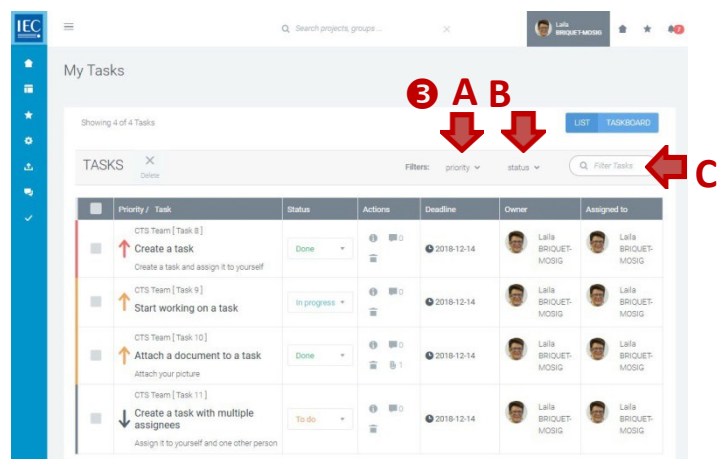 IEC
Search projects, groups ...
Laila
BRIQUET-MOSIG
My Tasks
❸ A B
Showing 4 of 4 Tasks
LIST TASKBOARD
TASKS
Delete
Filters: priority status
Filter Tasks
C
Priority / Task Status Actions Deadline Owner Assigned to
CTS Team [ Task 8 ]
Create a task
Create a task and assign it to yourself
Done
0
2018-12-14
Laila
BRIQUET-
MOSIG
Laila
BRIQUET-
MOSIG
CTS Team [ Task 9 ]
Start working on a task
In progress
0
2018-12-14
Laila
BRIQUET-
MOSIG
Laila
BRIQUET-
MOSIG
CTS Team [ Task 10 ]
Attach a document to a task
Attach your picture
Done
0
1
2018-12-14
Laila
BRIQUET-
MOSIG
Laila
BRIQUET-
MOSIG
CTS Team [ Task 11 ]
Create a task with multiple
assignees
Assign it to yourself and one other person
To do
0
2018-12-14
Laila
BRIQUET-
MOSIG
Laila
BRIQUET-
MOSIG